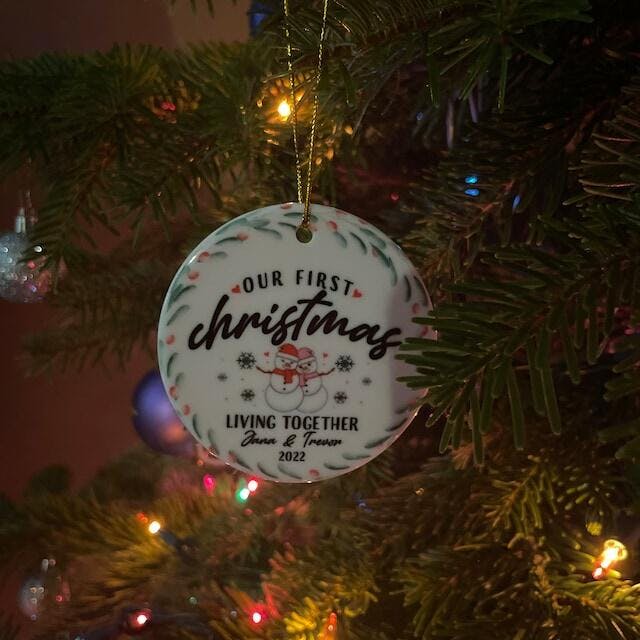 OUR FIRST
christmas
LIVING TOGETHER
Jana & Trevor
2022